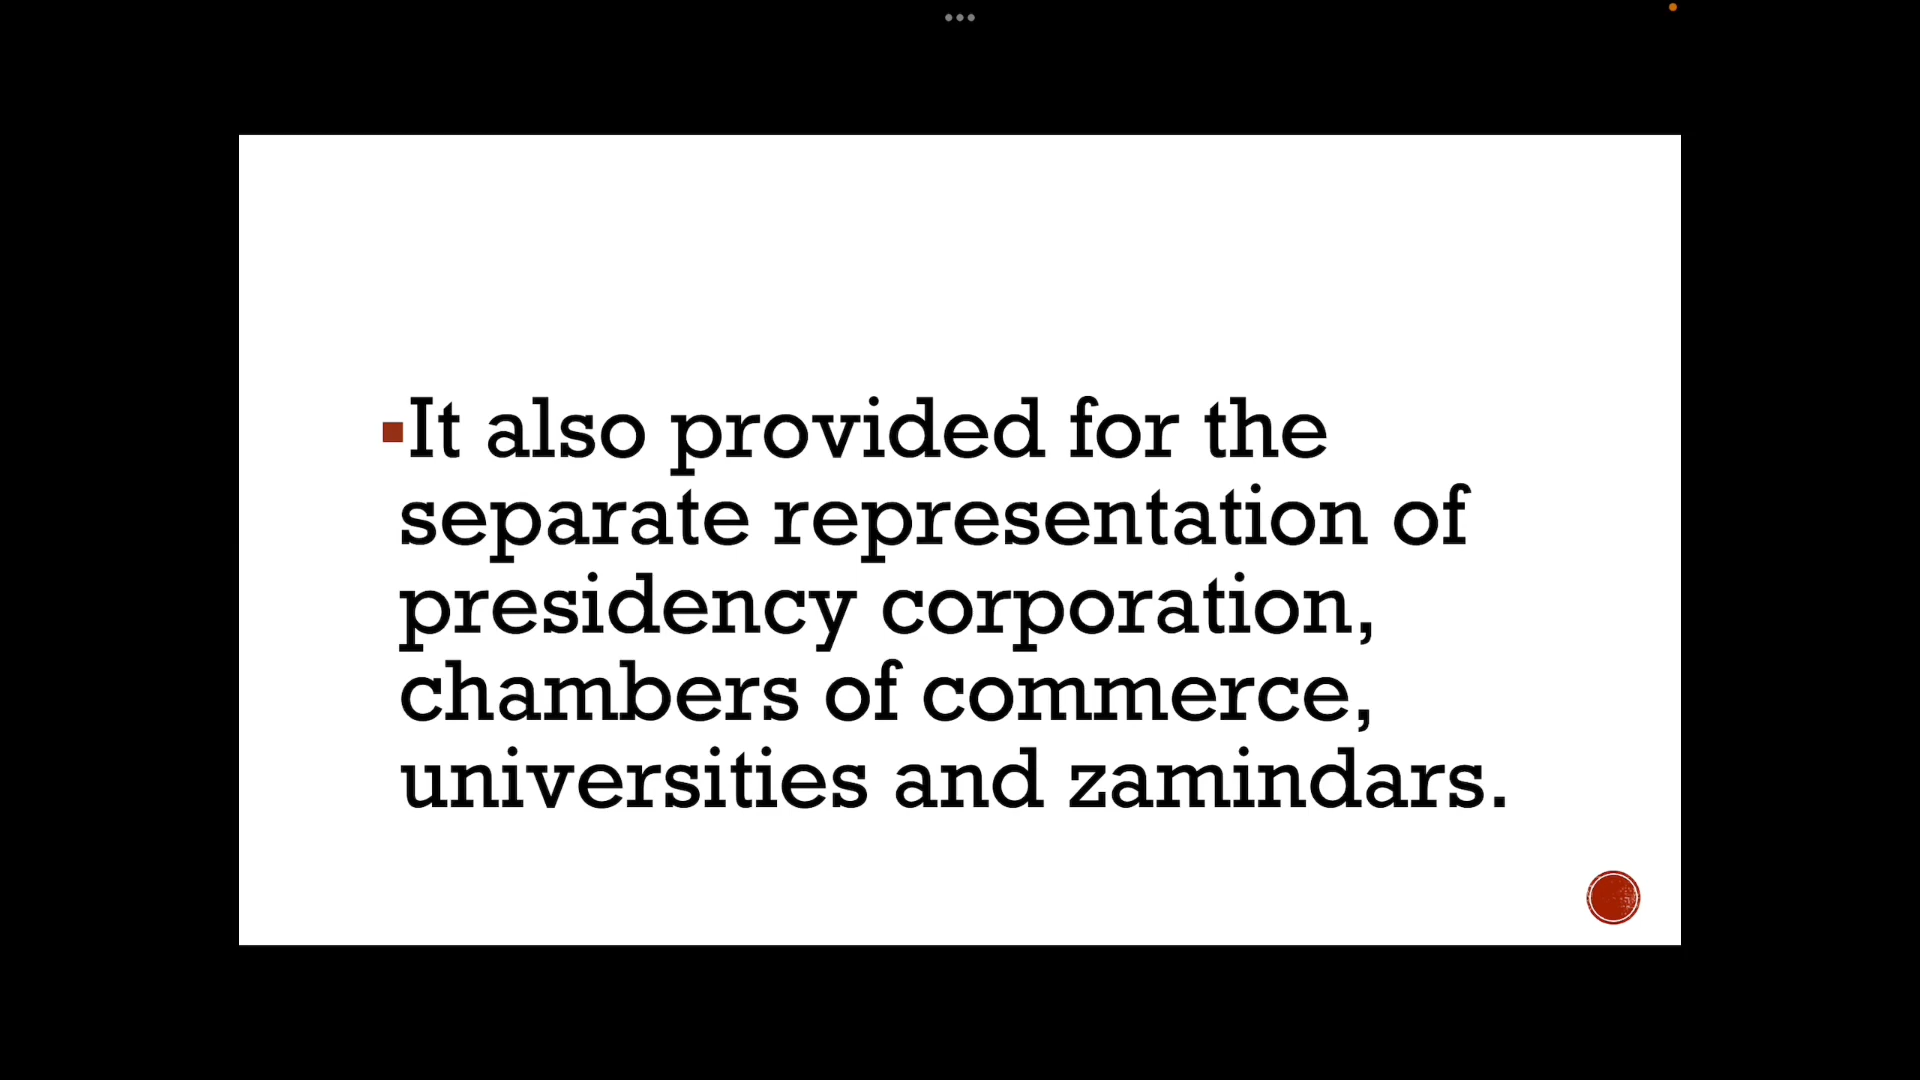 ▪It also provided for the
separate representation of
presidency corporation,
chambers of commerce,
universities and zamindars.